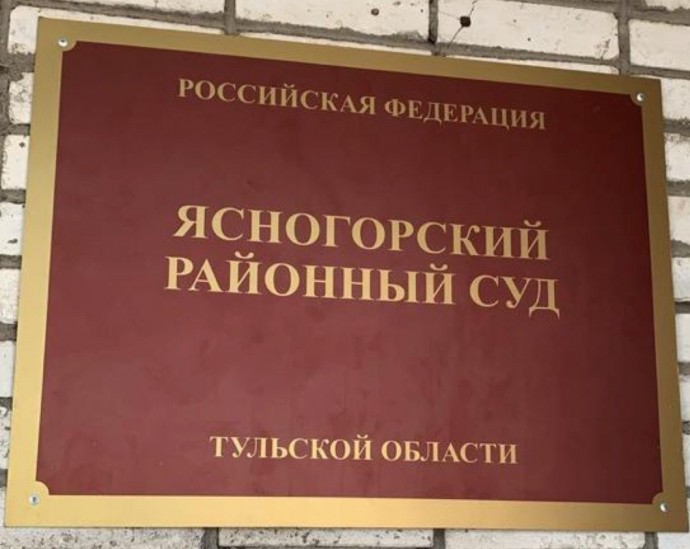 РОССИЙСКАЯ ФЕДЕРАЦИЯ
ЯСНОГОРСКИЙ
РАЙОННЫЙ СУД
ТУЛЬСКОЙ ОБЛАСТИ